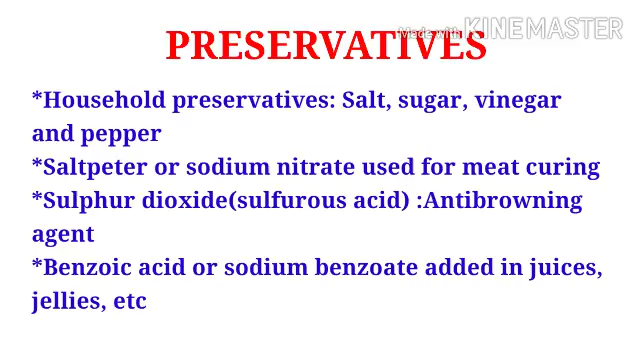 PRESERVATIVES
Made with KINEMASTER
*Household preservatives: Salt, sugar, vinegar
and pepper
*Saltpeter or sodium nitrate used for meat curing
*Sulphur dioxide(sulfurous acid) :Antibrowning
agent
*Benzoic acid or sodium benzoate added in juices,
jellies, etc